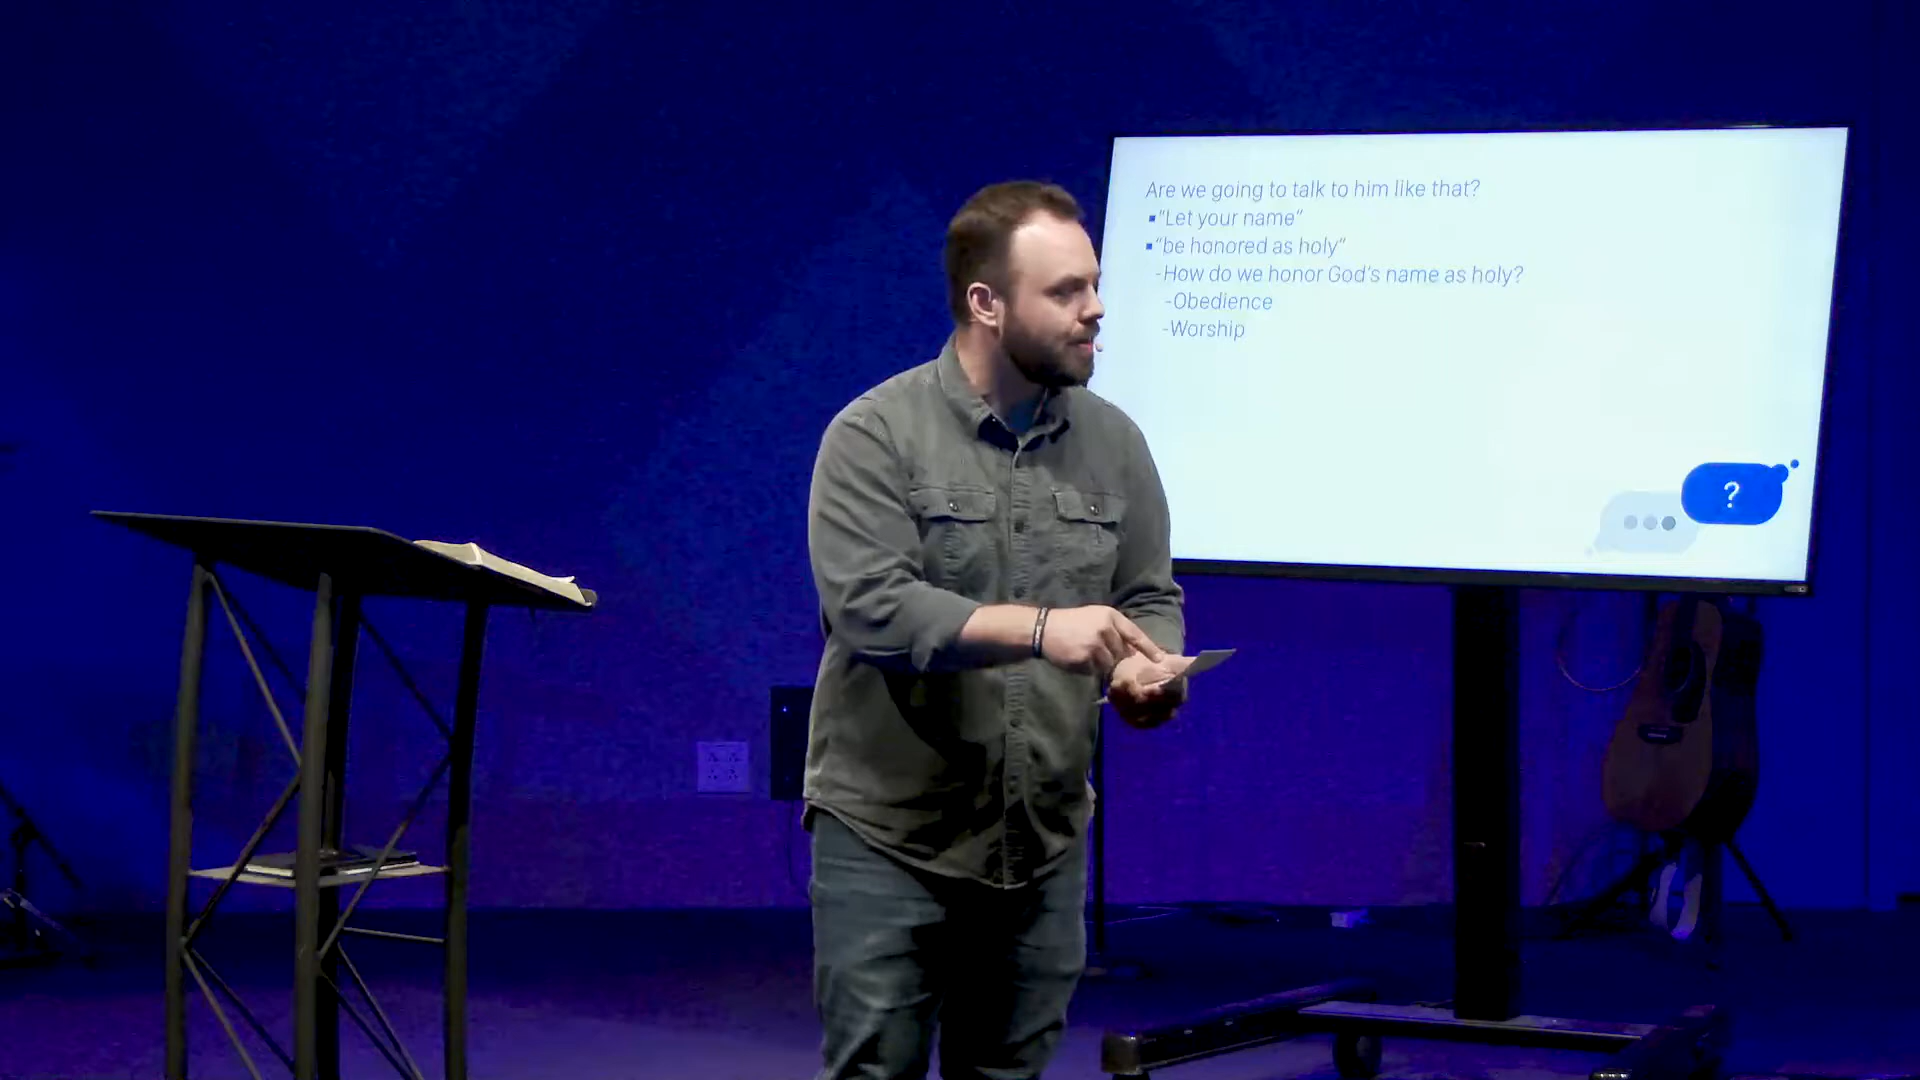 Are we going to talk to him like that?
▪"Let your name"
▪"be honored as holy"
-How do we honor God's name as holy?
-Obedience
-Worship
?